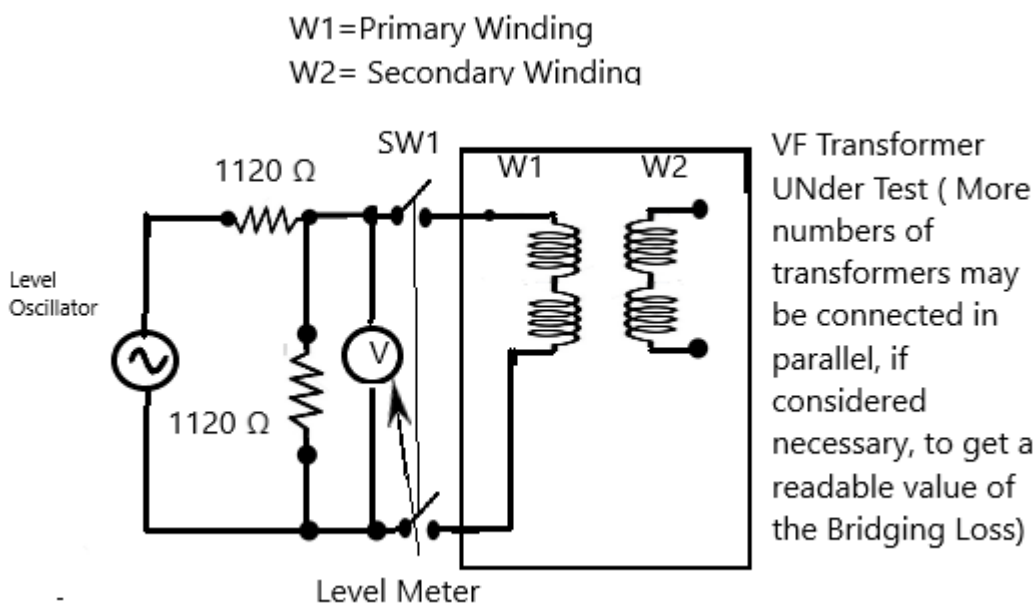 W1=Primary Winding
W2= Secondary Winding
SW1
1120 Ω
W1
W2
VF Transformer
UNder Test ( More
numbers of
transformers may
be connected in
parallel, if
considered
necessary, to get a
readable value of
the Bridging Loss)
Level
Oscillator
V
1120 Ω
Level Meter
-